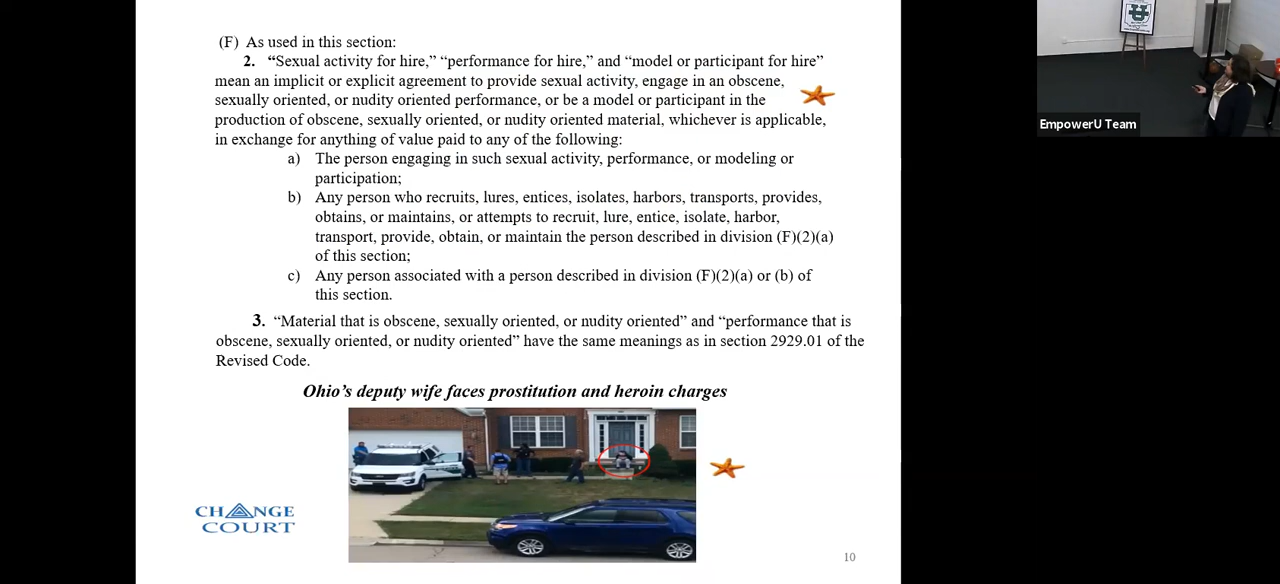 (F) As used in this section:
2. “Sexual activity for hire,” “performance for hire,” and “model or participant for hire”
mean an implicit or explicit agreement to provide sexual activity, engage in an obscene,
sexually oriented, or nudity oriented performance, or be a model or participant in the
production of obscene, sexually oriented, or nudity oriented material, whichever is applicable,
in exchange for anything of value paid to any of the following:
a) The person engaging in such sexual activity, performance, or modeling or
participation;
b) Any person who recruits, lures, entices, isolates, harbors, transports, provides,
obtains, or maintains, or attempts to recruit, lure, entice, isolate, harbor,
transport, provide, obtain, or maintain the person described in division (F)(2)(a)
of this section;
c) Any person associated with a person described in division (F)(2)(a) or (b) of
this section.
3. “Material that is obscene, sexually oriented, or nudity oriented” and “performance that is
obscene, sexually oriented, or nudity oriented” have the same meanings as in section 2929.01 of the
Revised Code.
Ohio’s deputy wife faces prostitution and heroin charges
CHANGE
COURT
10
EmpowerU Team